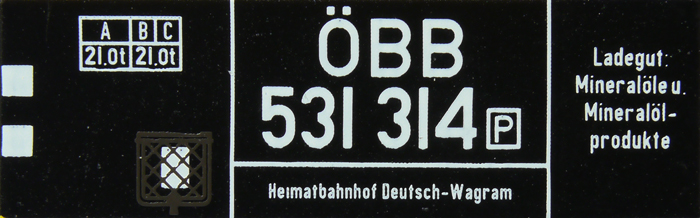 A B C
21.0t 21.0t
ÖBB
531 314 P
Heimatbahnhof Deutsch-Wagram
Ladegut:
Mineralöle u.
Mineralöl-
produkte